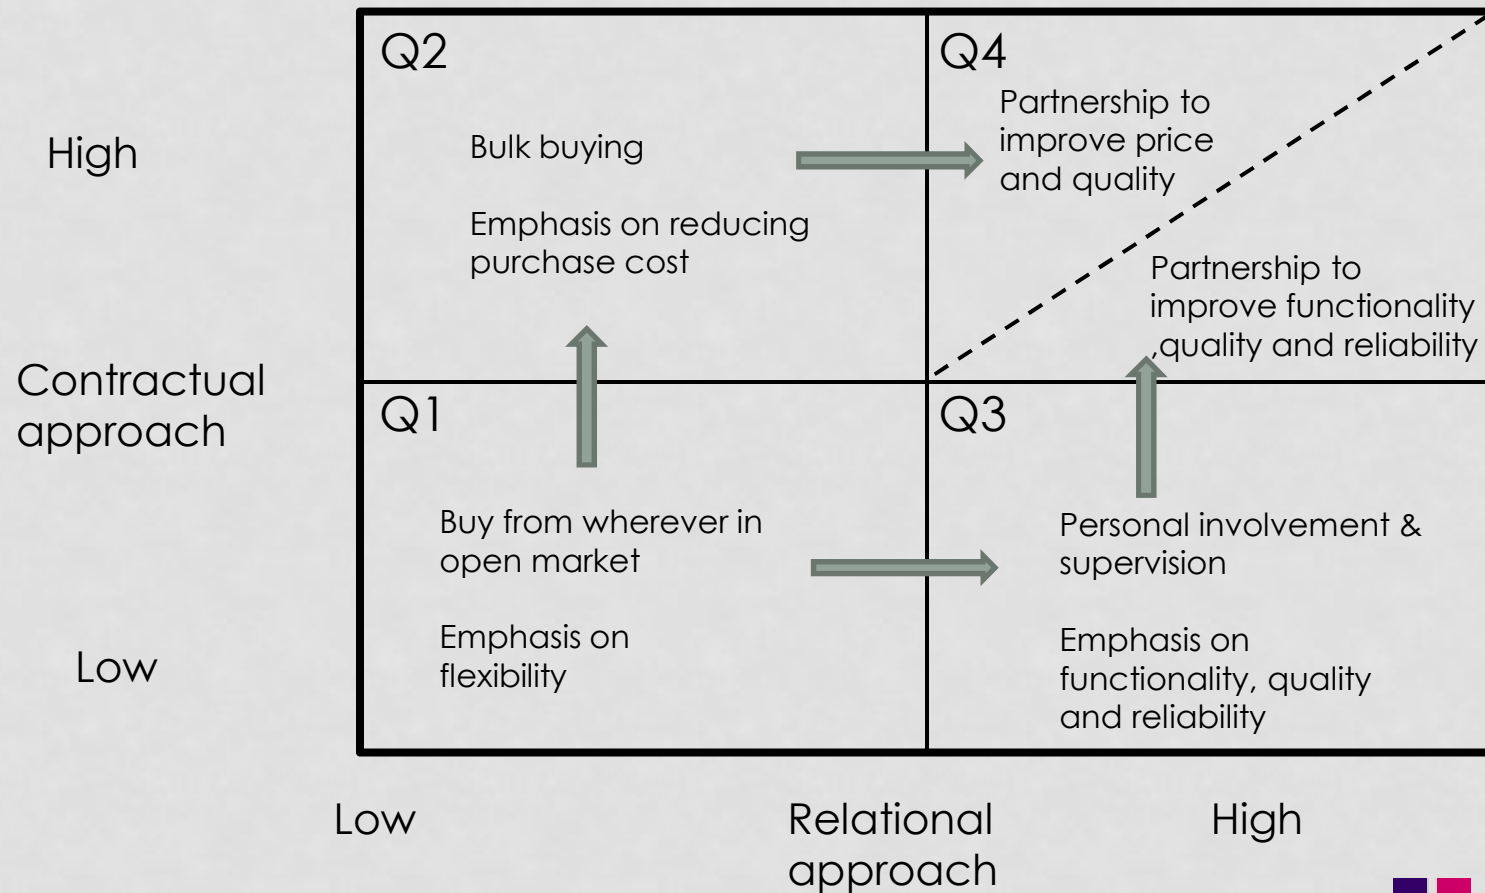 Q2
Q4
High
Bulk buying
Emphasis on reducing
purchase cost
Partnership to
improve price
and quality
Partnership to
improve functionality
,quality and reliability
Contractual
approach
Q1
Q3
Low
Buy from wherever in
open market
Emphasis on
flexibility
Personal involvement &
supervision
Emphasis on
functionality, quality
and reliability
Low
Relational
approach
High